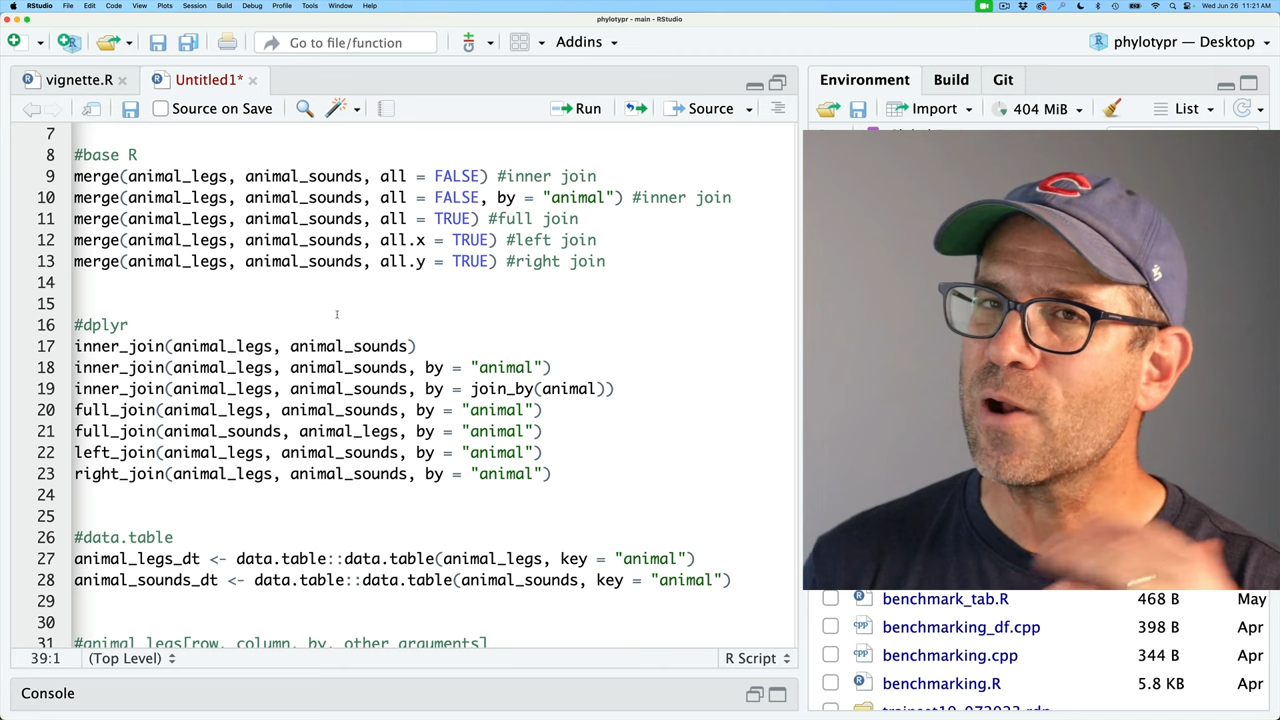 RStudio File Edit Code View Plots Session Build Debug Profile Tools Window Help
Wed Jun 26 11:21 AM
phylotypr - main - RStudio
Go to file/function
Addins
phylotypr — Desktop
vignette.R
Untitled1*
Environment Build Git
Source on Save
Run
Source
Import
404 MiB
List
7
8 #base R
9 merge(animal_legs, animal_sounds, all = FALSE) #inner join
10 merge(animal_legs, animal_sounds, all = FALSE, by = "animal") #inner join
11 merge(animal_legs, animal_sounds, all = TRUE) #full join
12 merge(animal_legs, animal_sounds, all.x = TRUE) #left join
13 merge(animal_legs, animal_sounds, all.y = TRUE) #right join
14
15
16 #dplyr
17 inner_join(animal_legs, animal_sounds)
18 inner_join(animal_legs, animal_sounds, by = "animal")
19 inner_join(animal_legs, animal_sounds, by = join_by(animal))
20 full_join(animal_legs, animal_sounds, by = "animal")
21 full_join(animal_sounds, animal_legs, by = "animal")
22 left_join(animal_legs, animal_sounds, by = "animal")
23 right_join(animal_legs, animal_sounds, by = "animal")
24
25
26 #data.table
27 animal_legs_dt <- data.table::data.table(animal_legs, key = "animal")
28 animal_sounds_dt <- data.table::data.table(animal_sounds, key = "animal")
29
30
31 #animal_legs[row, column, by, other arguments]
39:1 (Top Level) R Script
Console
benchmark_tab.R 468 B May
benchmarking_df.cpp 398 B Apr
benchmarking.cpp 344 B Apr
benchmarking.R 5.8 KB Apr